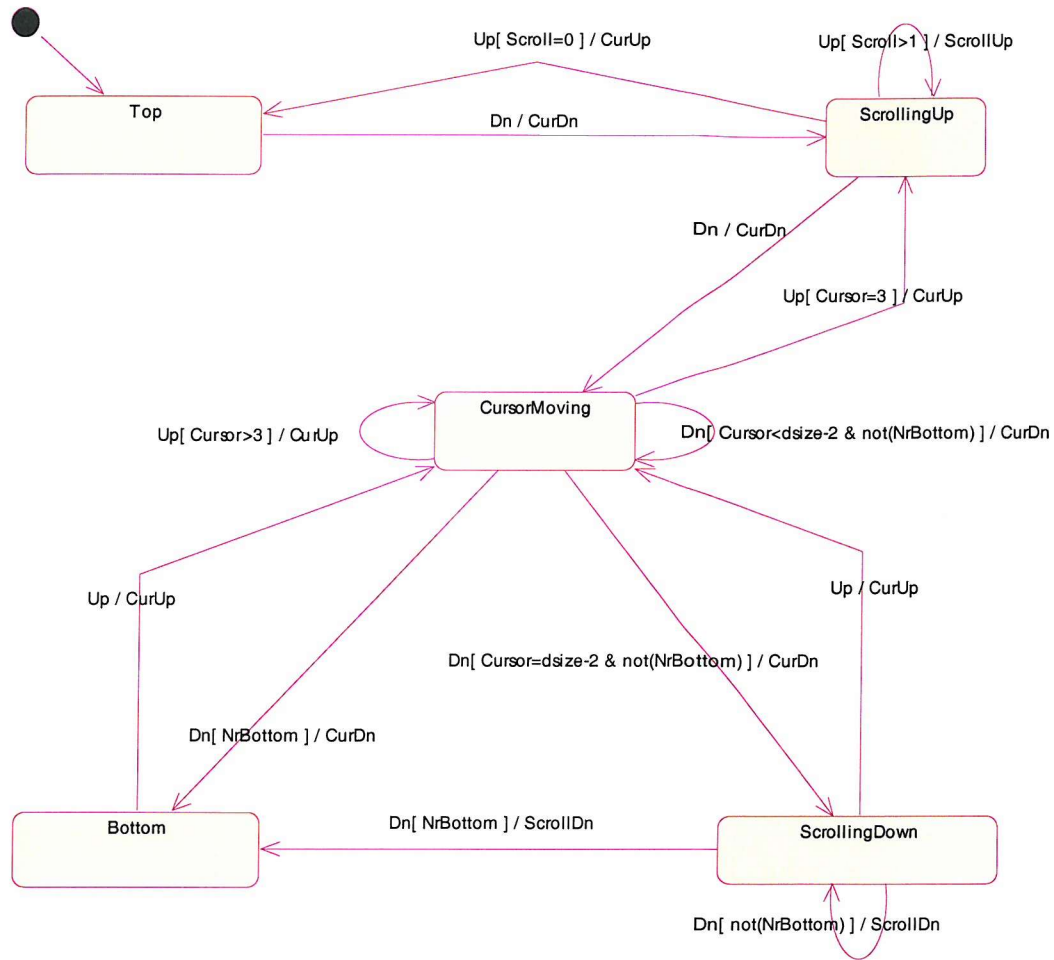 Up[ Scroll=0 ] / CurUp
Up[ Scroll>1 ] / ScrollUp
Top
ScrollingUp
Dn / CurDn
Dn / CurDn
Up[ Cursor=3 ] / CurUp
CursorMoving
Up[ Cursor>3 ] / CurUp
Dn[ Cursor<dsize-2 & not(NrBottom) ] / CurDn
Up / CurUp
Up / CurUp
Dn[ Cursor=dsize-2 & not(NrBottom) ] / CurDn
Dn[ NrBottom ] / CurDn
Bottom
Dn[ NrBottom ] / ScrollDn
ScrollingDown
Dn[ not(NrBottom) ] / ScrollDn